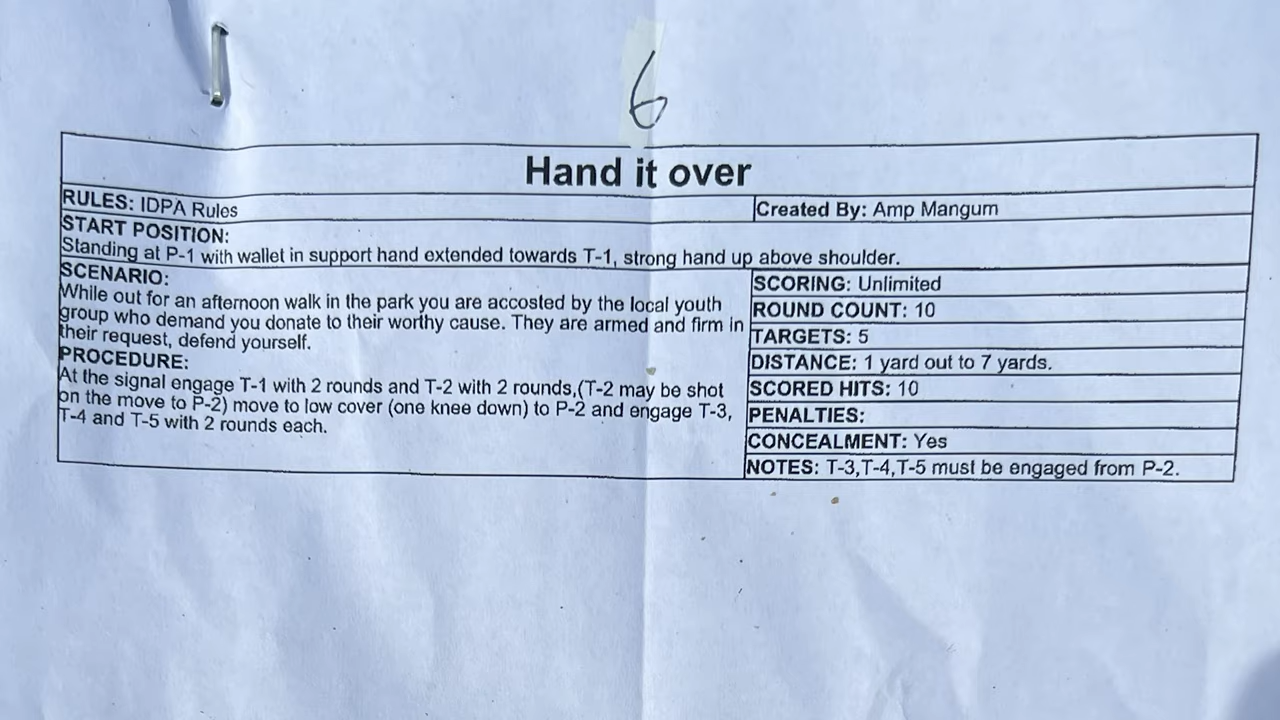 6
Hand it over
RULES: IDPA Rules
Created By: Amp Mangum
START POSITION:
Standing at P-1 with wallet in support hand extended towards T-1, strong hand up above shoulder.
SCENARIO:
While out for an afternoon walk in the park you are accosted by the local youth
group who demand you donate to their worthy cause. They are armed and firm in
their request, defend yourself.
PROCEDURE:
At the signal engage T-1 with 2 rounds and T-2 with 2 rounds,(T-2 may be shot
on the move to P-2) move to low cover (one knee down) to P-2 and engage T-3,
T-4 and T-5 with 2 rounds each.
SCORING: Unlimited
ROUND COUNT: 10
TARGETS: 5
DISTANCE: 1 yard out to 7 yards.
SCORED HITS: 10
PENALTIES:
CONCEALMENT: Yes
NOTES: T-3,T-4,T-5 must be engaged from P-2.